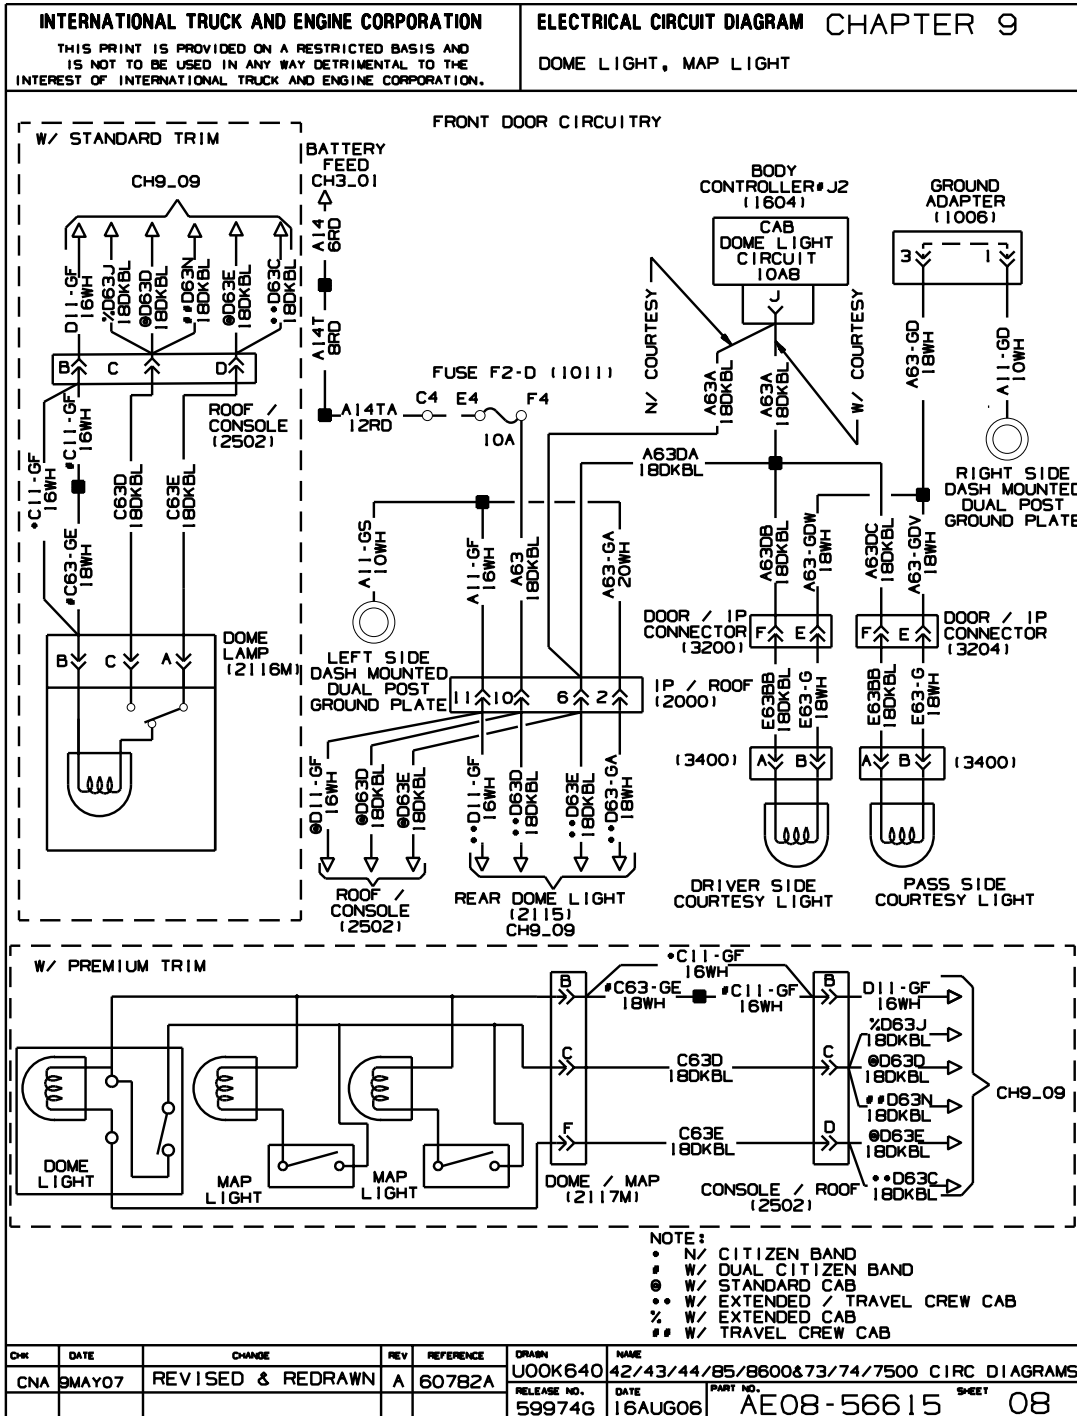 INTERNATIONAL TRUCK AND ENGINE CORPORATION
THIS PRINT IS PROVIDED ON A RESTRICTED BASIS AND
IS NOT TO BE USED IN ANY WAY DETRIMENTAL TO THE
INTEREST OF INTERNATIONAL TRUCK AND ENGINE CORPORATION.
ELECTRICAL CIRCUIT DIAGRAM CHAPTER 9
DOME LIGHT, MAP LIGHT
FRONT DOOR CIRCUITRY
W/ STANDARD TRIM
CH9_09
D11-GF
16WH
%D63J
18DKBL
@D63D
18DKBL
##D63N
18DKBL
@D63E
18DKBL
**D63C
18DKBL
B C D
ROOF /
CONSOLE
(2502)
*C11-GF
16WH
#C11-GF
16WH
#C63-GE
18WH
C63D
18DKBL
C63E
18DKBL
B C A
DOME
LAMP
(2116M)
BATTERY
FEED
CH3_01
A14
6RD
A14T
8RD
A14TA
12RD
FUSE F2-D (1011)
C4 E4 F4
10A
BODY
CONTROLLER#J2
(1604)
CAB
DOME LIGHT
CIRCUIT
10A8
J
N/ COURTESY
A63A
18DKBL
A63A
18DKBL
W/ COURTESY
GROUND
ADAPTER
(1006)
3 1
A63-GD
18WH
A11-GD
10WH
RIGHT SIDE
DASH MOUNTED
DUAL POST
GROUND PLATE
A63DA
18DKBL
A11-GS
10WH
LEFT SIDE
DASH MOUNTED
DUAL POST
GROUND PLATE
A11-GF
16WH
A63
18DKBL
A63-GA
20WH
A63DB
18DKBL
A63-GDW
18WH
A63DC
18DKBL
A63-GDV
18WH
DOOR / IP
CONNECTOR
(3200)
F E
F E
DOOR / IP
CONNECTOR
(3204)
11 10 6 2
IP / ROOF
(2000)
E63BB
18DKBL
E63-G
18WH
E63BB
18DKBL
E63-G
18WH
(3400)
A B
A B
(3400)
@D11-GF
16WH
@D63D
18DKBL
@D63E
18DKBL
**D11-GF
16WH
**D63D
18DKBL
**D63E
18DKBL
**D63-GA
18WH
ROOF /
CONSOLE
(2502)
REAR DOME LIGHT
(2115)
CH9_09
DRIVER SIDE
COURTESY LIGHT
PASS SIDE
COURTESY LIGHT
W/ PREMIUM TRIM
DOME
LIGHT
MAP
LIGHT
MAP
LIGHT
B
C
F
DOME / MAP
(2117M)
*C11-GF
16WH
#C63-GE
18WH
#C11-GF
16WH
C63D
18DKBL
C63E
18DKBL
B
C
D
CONSOLE / ROOF
(2502)
D11-GF
16WH
%D63J
18DKBL
@D63D
18DKBL
##D63N
18DKBL
@D63E
18DKBL
**D63C
18DKBL
CH9_09
NOTE:
* N/ CITIZEN BAND
# W/ DUAL CITIZEN BAND
@ W/ STANDARD CAB
** W/ EXTENDED / TRAVEL CREW CAB
% W/ EXTENDED CAB
## W/ TRAVEL CREW CAB
CHK DATE CHANGE REV REFERENCE
CNA 9MAY07 REVISED & REDRAWN A 60782A
DRAWN
U00K640
NAME
42/43/44/85/8600&73/74/7500 CIRC DIAGRAMS
RELEASE NO.
59974G
DATE
16AUG06
PART NO.
AE08-56615
SHEET
08